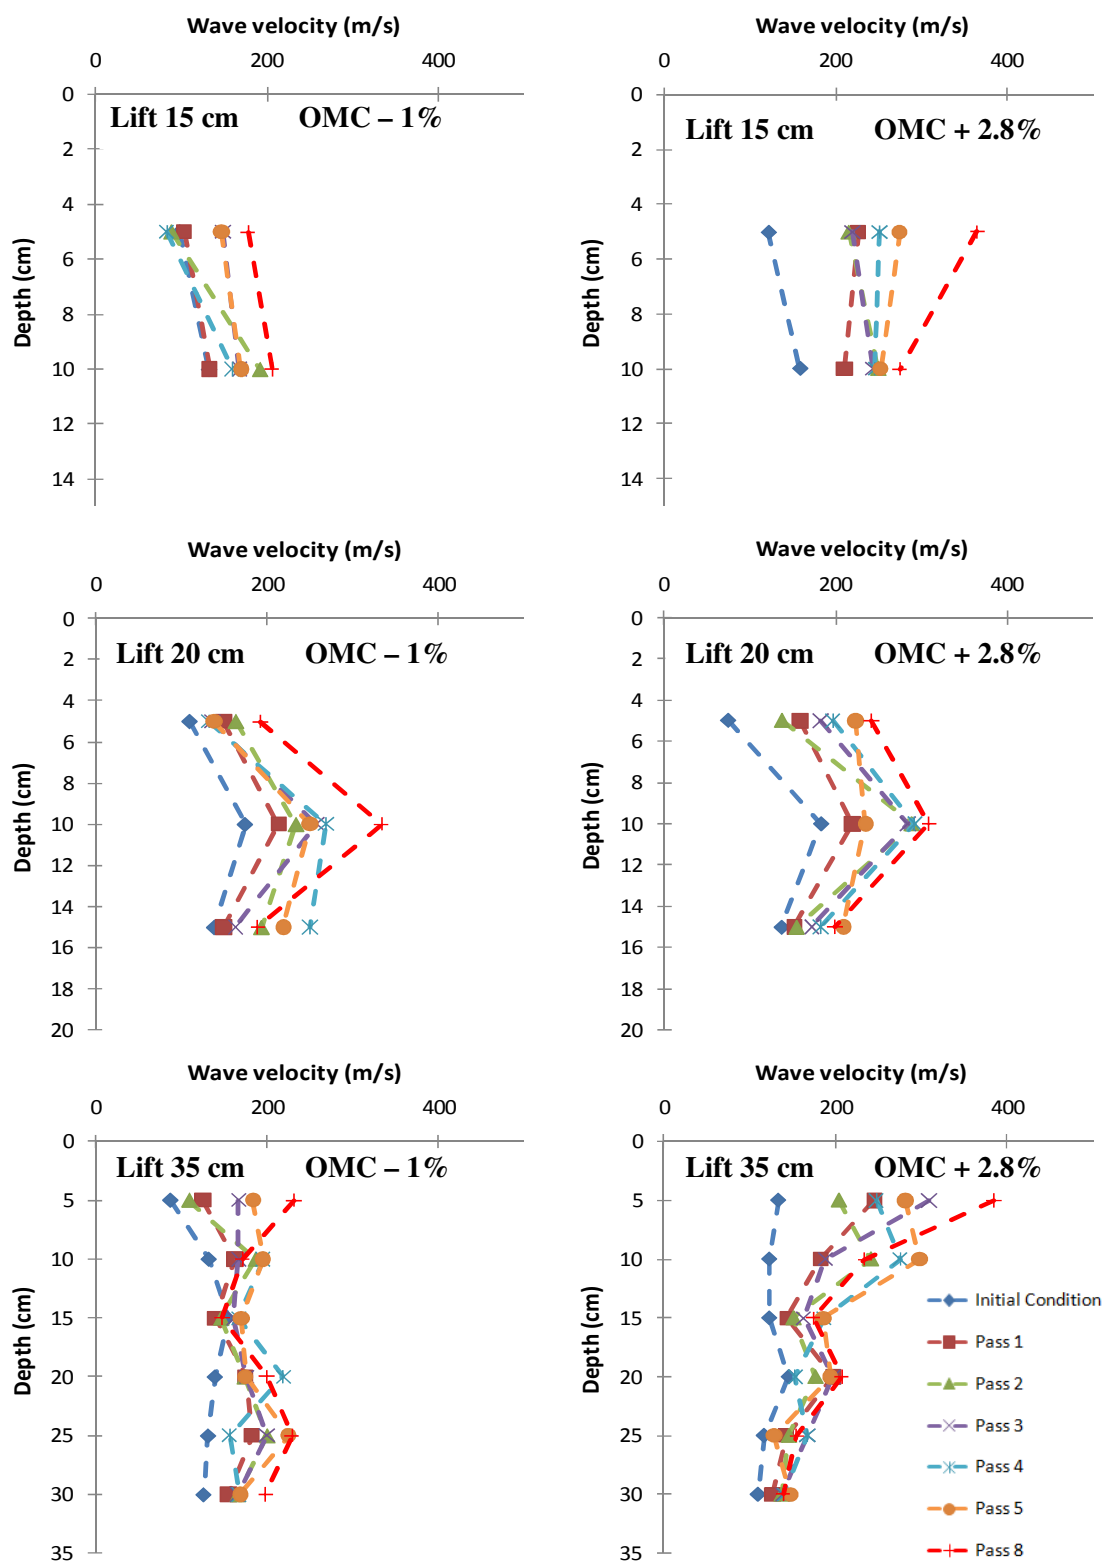 Wave velocity (m/s)
0 200 400
0
2
4
6
8
10
12
14
Depth (cm)
Lift 15 cm OMC – 1%
Wave velocity (m/s)
0 200 400
0
2
4
6
8
10
12
14
Depth (cm)
Lift 15 cm OMC + 2.8%
Wave velocity (m/s)
0 200 400
0
2
4
6
8
10
12
14
16
18
20
Depth (cm)
Lift 20 cm OMC – 1%
Wave velocity (m/s)
0 200 400
0
2
4
6
8
10
12
14
16
18
20
Depth (cm)
Lift 20 cm OMC + 2.8%
Wave velocity (m/s)
0 200 400
0
5
10
15
20
25
30
35
Depth (cm)
Lift 35 cm OMC – 1%
Wave velocity (m/s)
0 200 400
0
5
10
15
20
25
30
35
Depth (cm)
Lift 35 cm OMC + 2.8%
Initial Condition
Pass 1
Pass 2
Pass 3
Pass 4
Pass 5
Pass 8